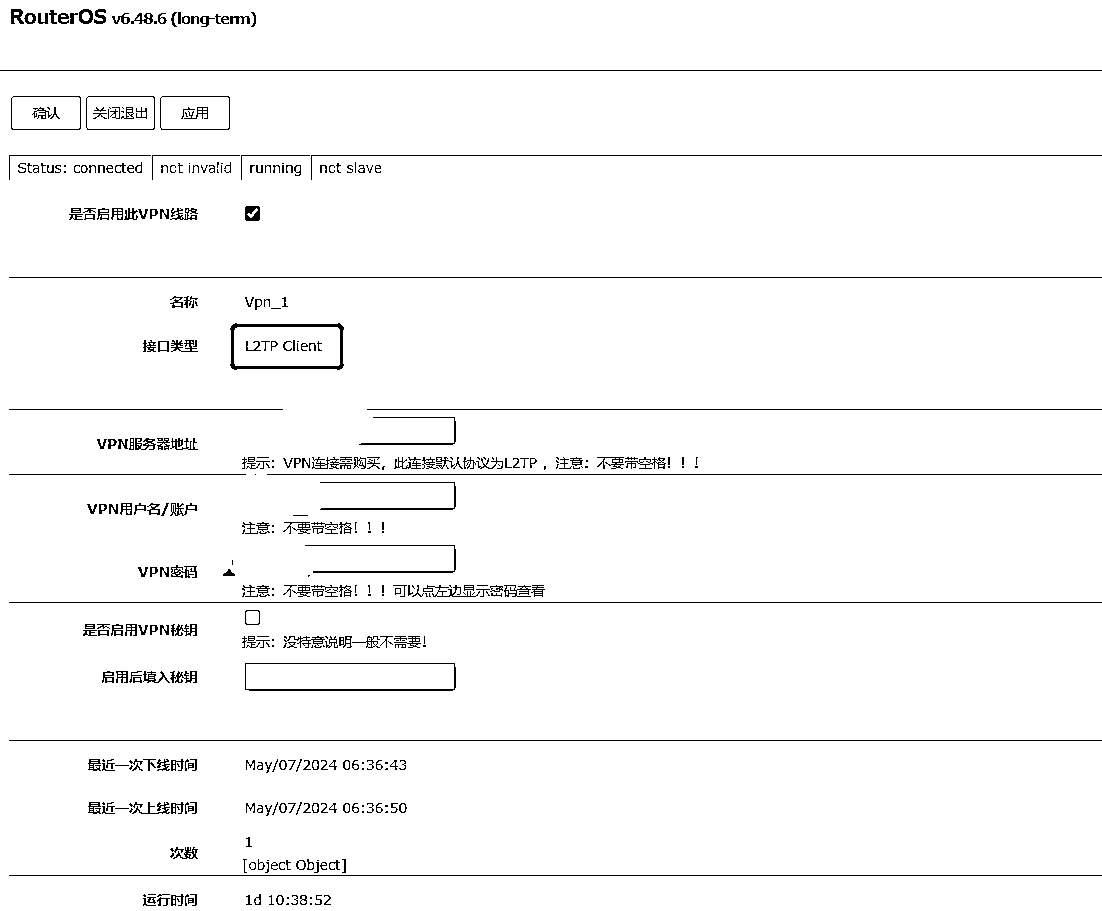 RouterOS v6.48.6 (long-term)
确认 关闭退出 应用
Status: connected not invalid running not slave
是否启用此VPN线路
名称 Vpn_1
接口类型 L2TP Client
VPN服务器地址
提示：VPN连接需购买，此连接默认协议为L2TP ，注意：不要带空格！！！
VPN用户名/账户
注意：不要带空格！！！
VPN密码
注意：不要带空格！！！可以点左边显示密码查看
是否启用VPN秘钥
提示：没特意说明一般不需要！
启用后填入秘钥
最近一次下线时间 May/07/2024 06:36:43
最近一次上线时间 May/07/2024 06:36:50
次数 1
[object Object]
运行时间 1d 10:38:52